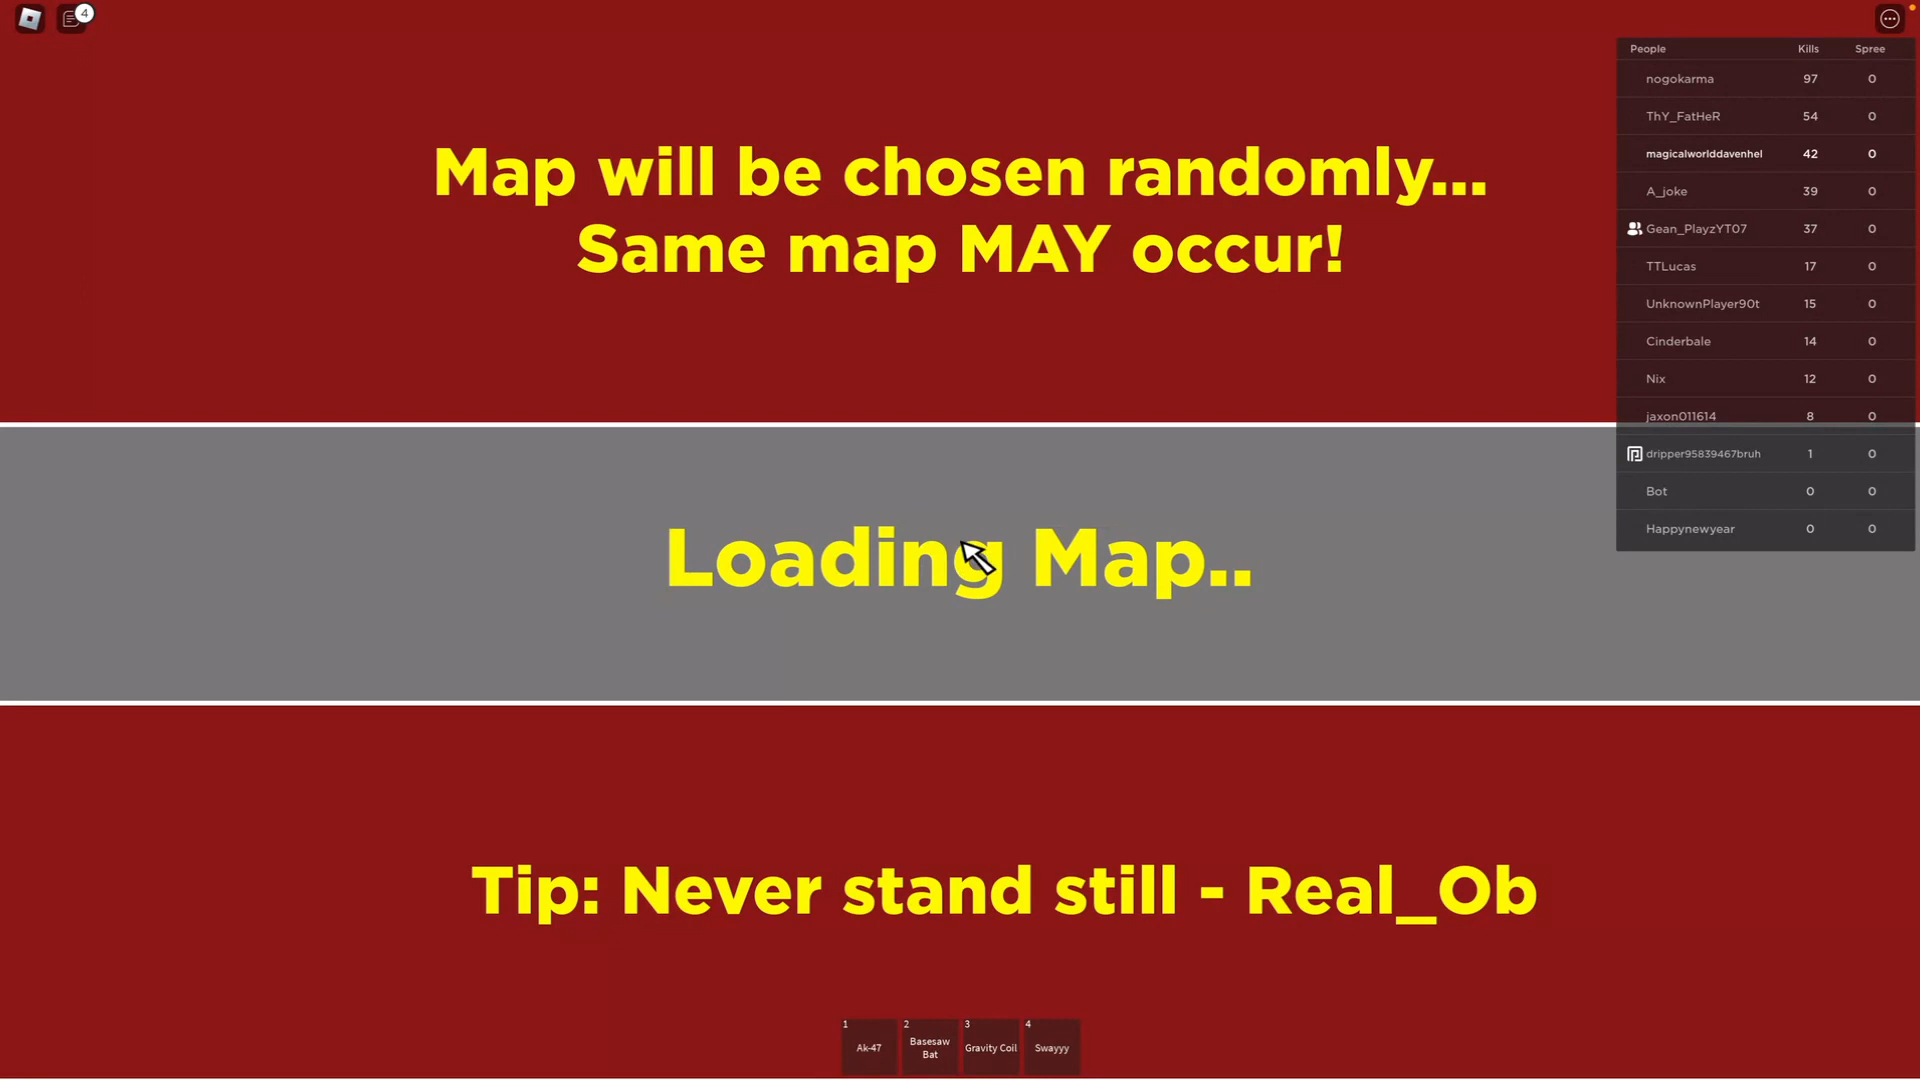 4
People Kills Spree
nogokarma 97 0
ThY_FatHeR 54 0
magicalworlddavenhel 42 0
A_joke 39 0
Gean_PlayzYT07 37 0
TTLucas 17 0
UnknownPlayer90t 15 0
Cinderbale 14 0
Nix 12 0
jaxon011614 8 0
dripper95839467bruh 1 0
Bot 0 0
Happynewyear 0 0
Map will be chosen randomly...
Same map MAY occur!
Loading Map..
Tip: Never stand still - Real_Ob
1 2 3 4
Ak-47
Basesaw
Bat
Gravity Coil
Swayyy